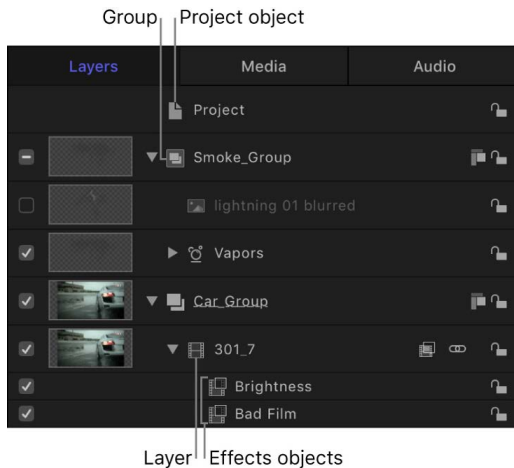 Group Project object
Layers Media Audio
Project
Smoke_Group
lightning 01 blurred
Vapors
Car_Group
301_7
Brightness
Bad Film
Layer Effects objects